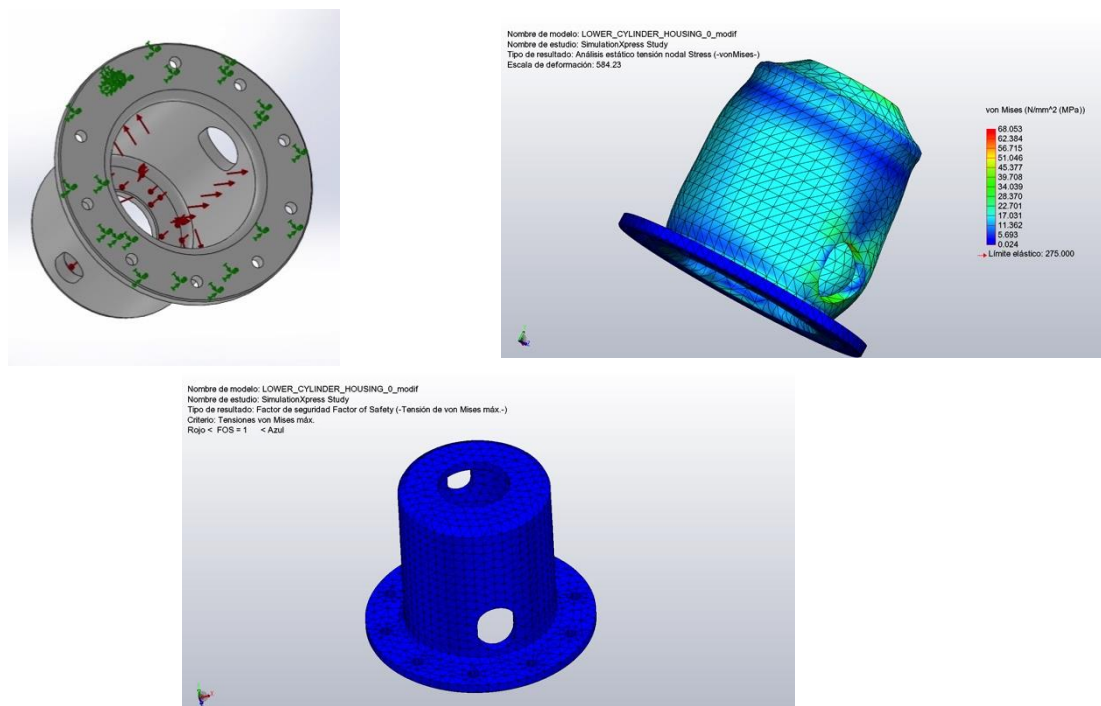 Nombre de modelo: LOWER_CYLINDER_HOUSING_0_modif
Nombre de estudio: SimulationXpress Study
Tipo de resultado: Análisis estático tensión nodal Stress (-vonMises-)
Escala de deformación: 584.23
von Mises (N/mm^2 (MPa))
68.053
62.384
56.715
51.046
45.377
39.708
34.039
28.370
22.701
17.031
11.362
5.693
0.024
Límite elástico: 275.000
Nombre de modelo: LOWER_CYLINDER_HOUSING_0_modif
Nombre de estudio: SimulationXpress Study
Tipo de resultado: Factor de seguridad Factor of Safety (-Tensión de von Mises máx.-)
Criterio: Tensiones von Mises máx.
Rojo < FOS = 1 < Azul